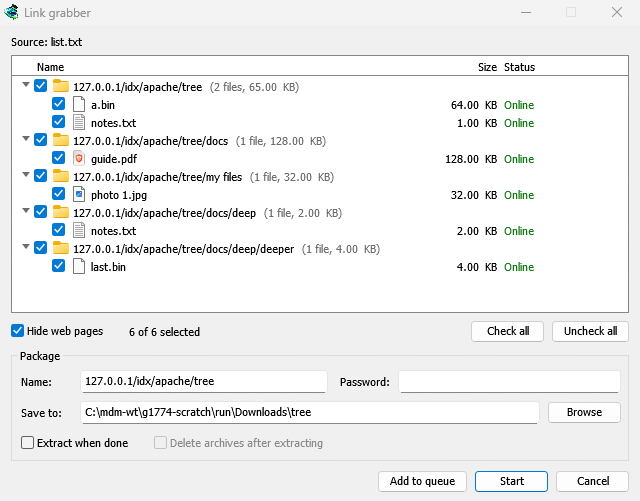 Link grabber
Source: list.txt
Name Size Status
127.0.0.1/idx/apache/tree (2 files, 65.00 KB)
a.bin 64.00 KB Online
notes.txt 1.00 KB Online
127.0.0.1/idx/apache/tree/docs (1 file, 128.00 KB)
guide.pdf 128.00 KB Online
127.0.0.1/idx/apache/tree/my files (1 file, 32.00 KB)
photo 1.jpg 32.00 KB Online
127.0.0.1/idx/apache/tree/docs/deep (1 file, 2.00 KB)
notes.txt 2.00 KB Online
127.0.0.1/idx/apache/tree/docs/deep/deeper (1 file, 4.00 KB)
last.bin 4.00 KB Online
Hide web pages 6 of 6 selected Check all Uncheck all
Package
Name: 127.0.0.1/idx/apache/tree Password:
Save to: C:\mdm-wt\g1774-scratch\run\Downloads\tree Browse
Extract when done Delete archives after extracting
Add to queue Start Cancel